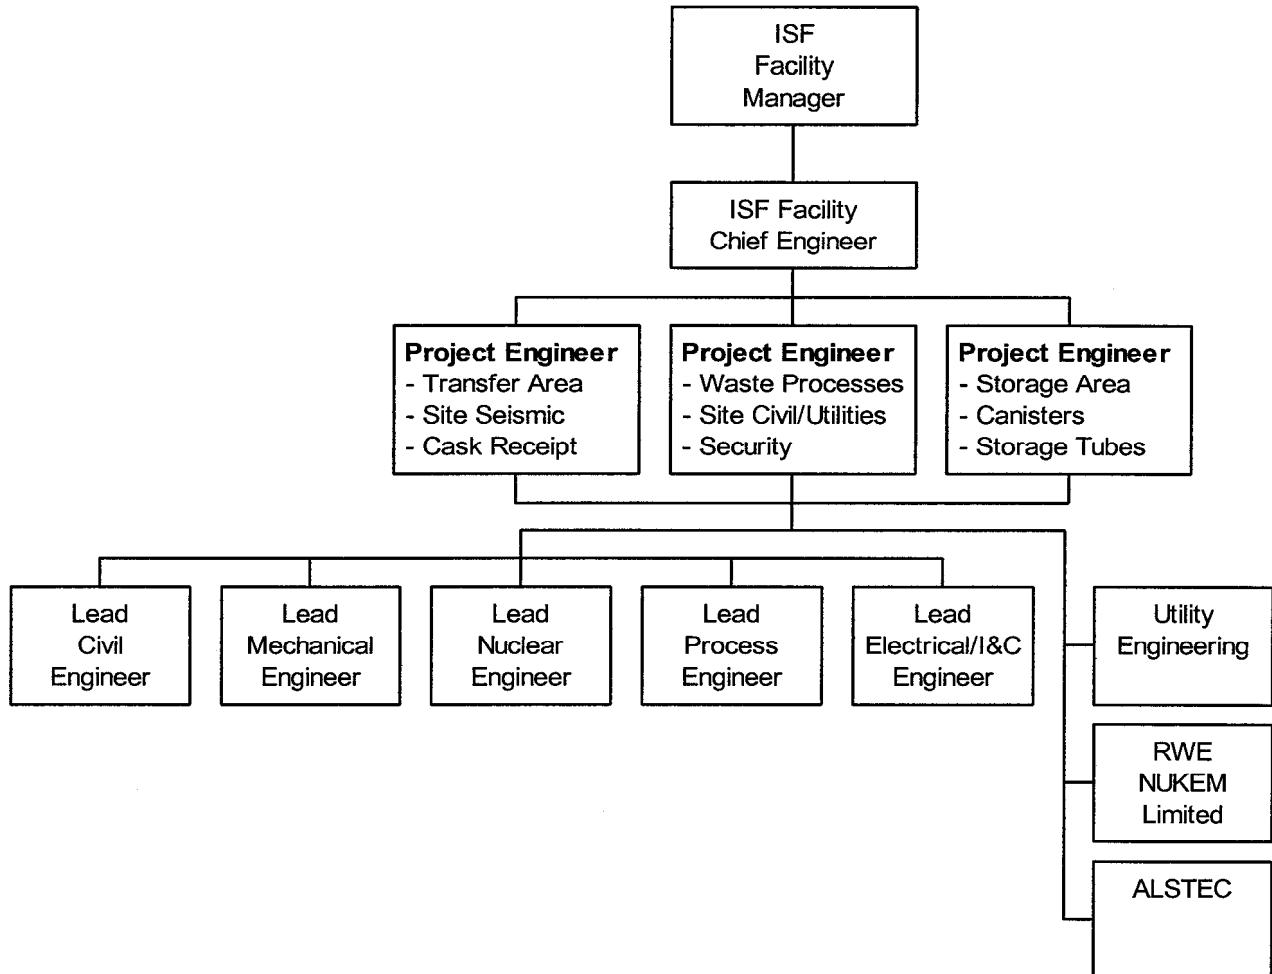 ISF
Facility
Manager
ISF Facility
Chief Engineer
Project Engineer
- Transfer Area
- Site Seismic
- Cask Receipt
Project Engineer
- Waste Processes
- Site Civil/Utilities
- Security
Project Engineer
- Storage Area
- Canisters
- Storage Tubes
Lead
Civil
Engineer
Lead
Mechanical
Engineer
Lead
Nuclear
Engineer
Lead
Process
Engineer
Lead
Electrical/I&C
Engineer
Utility
Engineering
RWE
NUKEM
Limited
ALSTEC